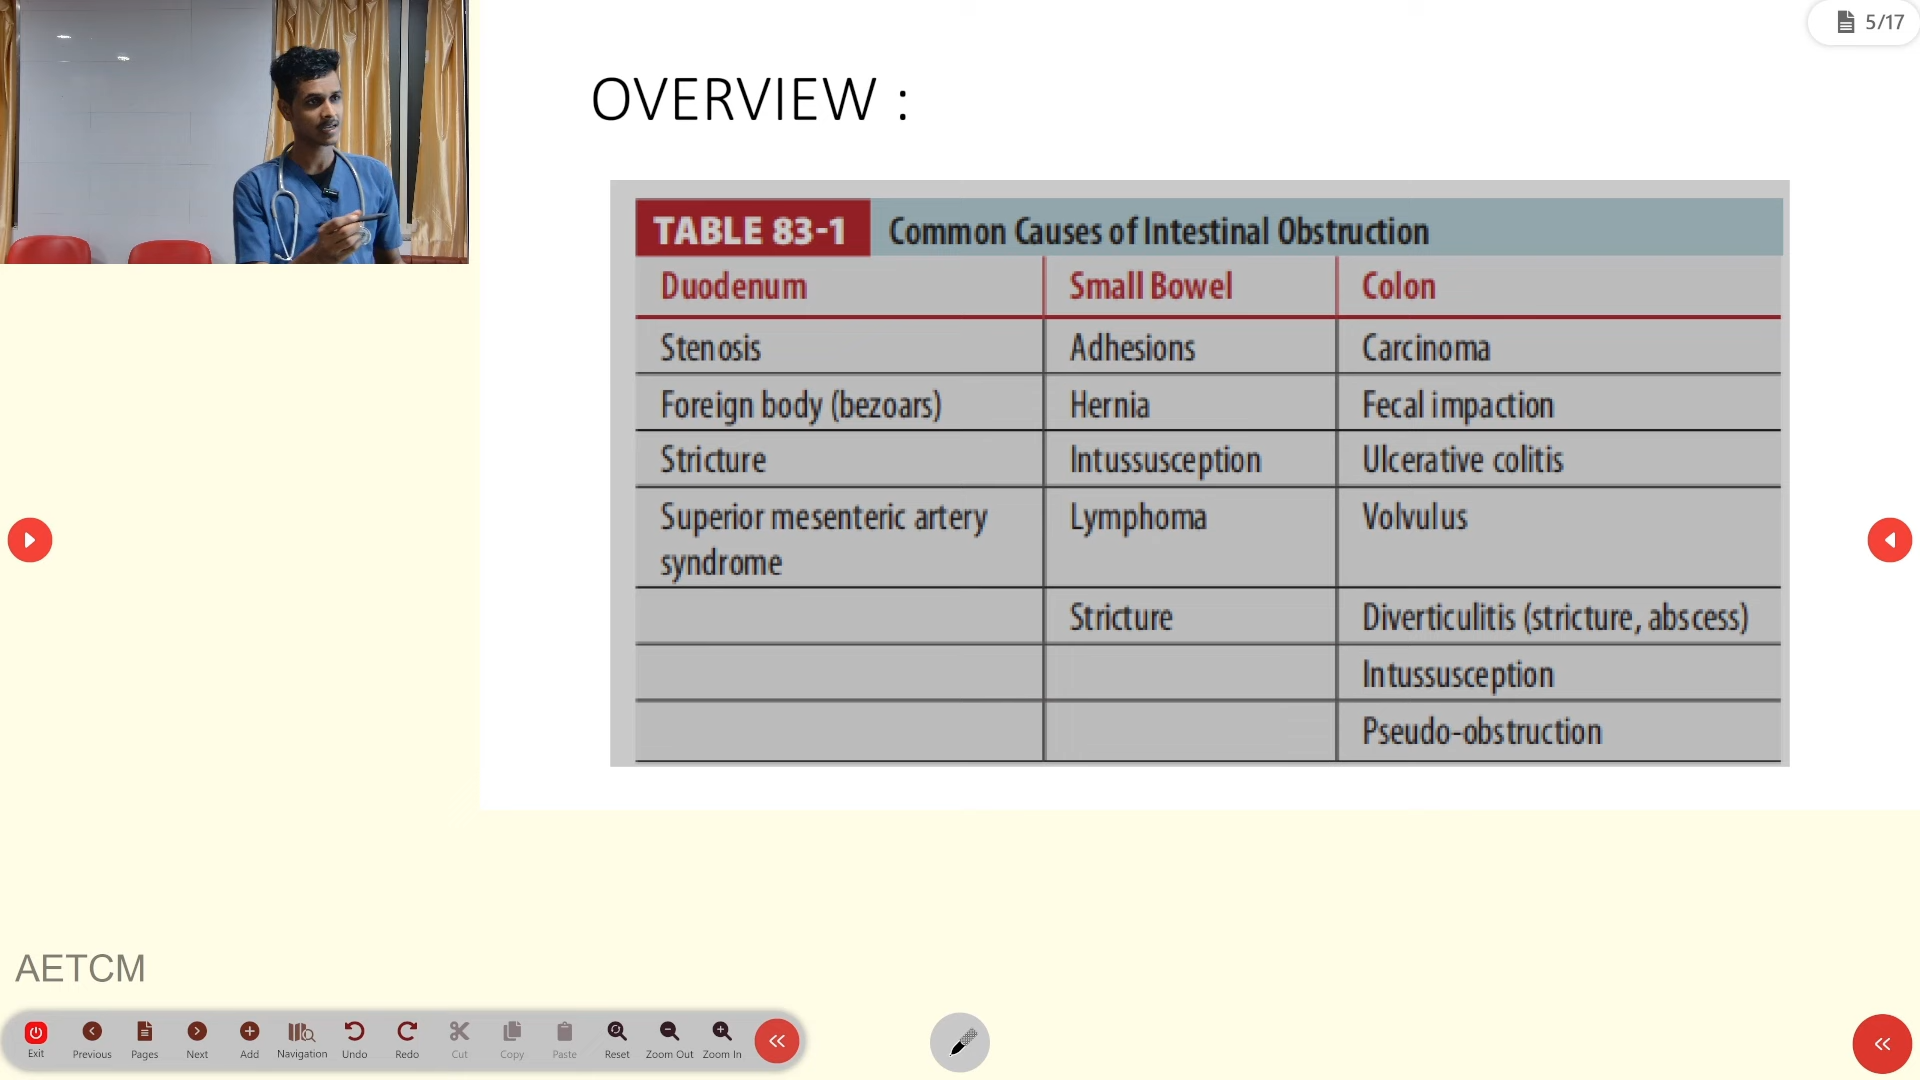 5/17
OVERVIEW :
TABLE 83-1 Common Causes of Intestinal Obstruction
Duodenum Small Bowel Colon
Stenosis Adhesions Carcinoma
Foreign body (bezoars) Hernia Fecal impaction
Stricture Intussusception Ulcerative colitis
Superior mesenteric artery Lymphoma Volvulus
syndrome
Stricture Diverticulitis (stricture, abscess)
Intussusception
Pseudo-obstruction
AETCM
Exit Previous Pages Next Add Navigation Undo Redo Cut Copy Paste Reset Zoom Out Zoom In